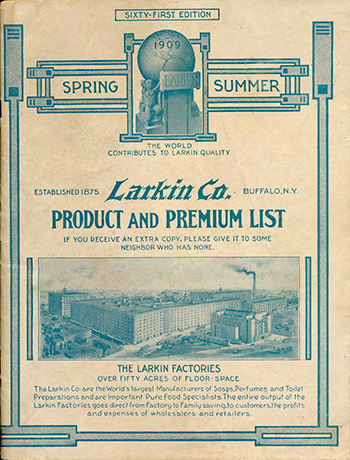 SIXTY-FIRST EDITION
1909
LARKIN
SPRING SUMMER
THE WORLD
CONTRIBUTES TO LARKIN QUALITY
ESTABLISHED 1875 Larkin Co. BUFFALO, N.Y.
PRODUCT AND PREMIUM LIST
IF YOU RECEIVE AN EXTRA COPY, PLEASE GIVE IT TO SOME
NEIGHBOR WHO HAS NONE.
THE LARKIN FACTORIES
OVER FIFTY ACRES OF FLOOR-SPACE
The Larkin Co. are the World's largest Manufacturers of Soaps, Perfumes and Toilet
Preparations and are Important Pure Food Specialists. The entire output of the
Larkin Factories goes direct from Factory to Family saving, to customers, the profits
and expenses of wholesalers and retailers.